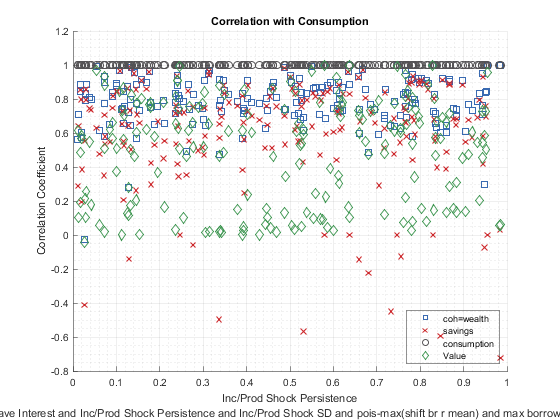 Correlation with Consumption
1.2
1
0.8
0.6
0.4
0.2
0
-0.2
-0.4
-0.6
-0.8
Correlation Coefficient
0 0.1 0.2 0.3 0.4 0.5 0.6 0.7 0.8 0.9 1
Inc/Prod Shock Persistence
coh=wealth
savings
consumption
Value
ave Interest and Inc/Prod Shock Persistence and Inc/Prod Shock SD and pois-max(shift br r mean) and max borrow